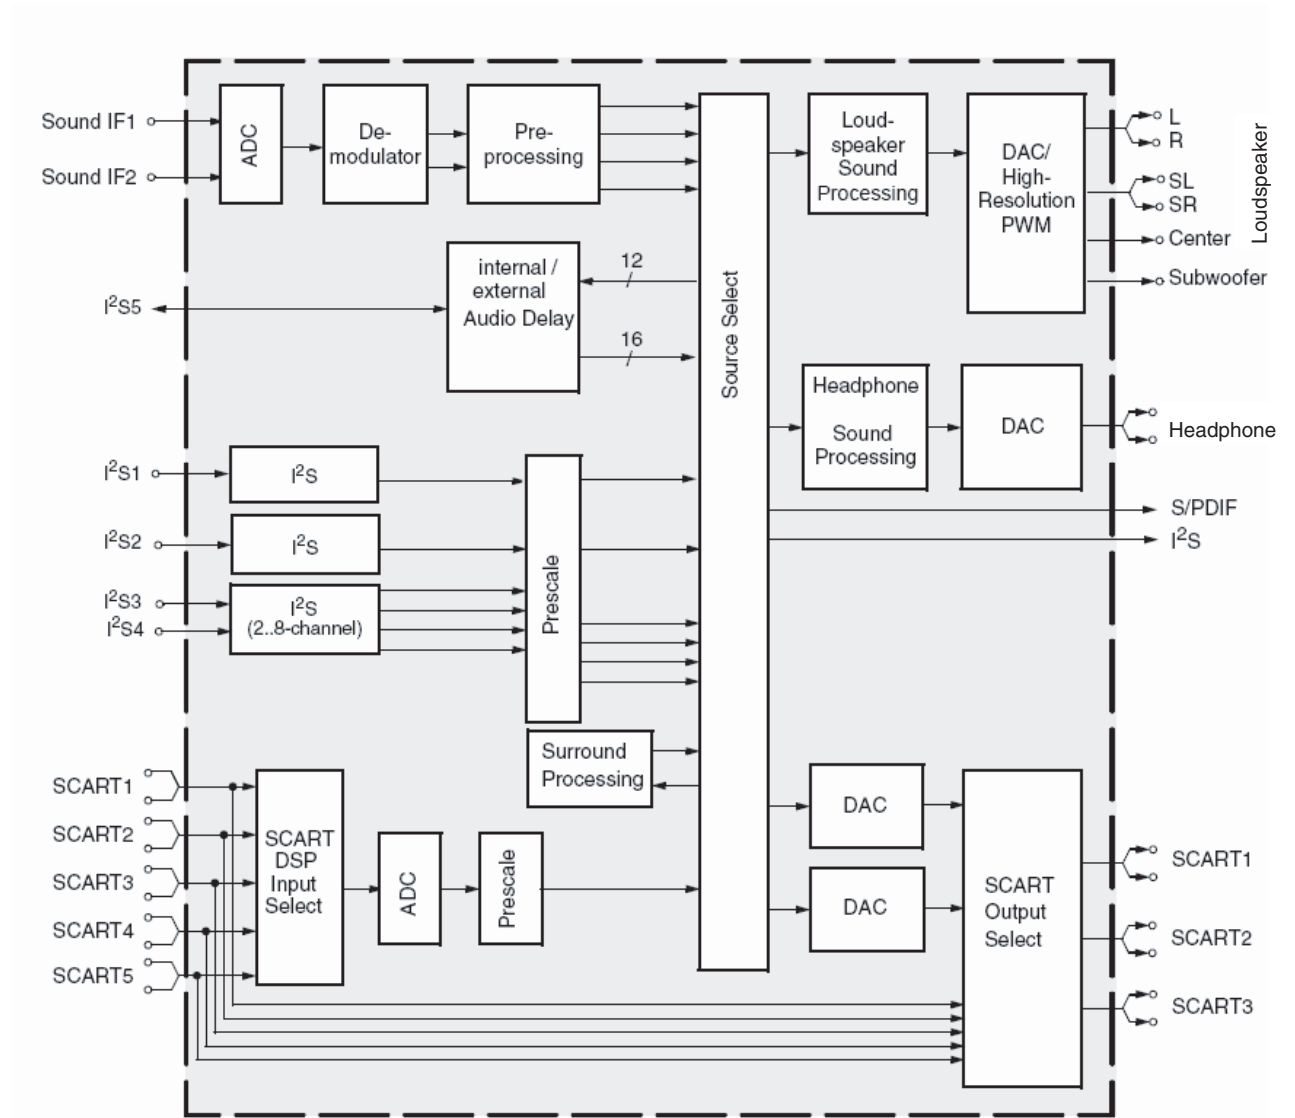 Sound IF1
Sound IF2
ADC
De-
modulator
Pre-
processing
Loud-
speaker
Sound
Processing
DAC/
High-
Resolution
PWM
L
R
SL
SR
Center
Subwoofer
Loudspeaker
I²S5
internal /
external
Audio Delay
12
16
Source Select
Headphone
Sound
Processing
DAC
Headphone
S/PDIF
I²S
I²S1
I²S
I²S2
I²S
I²S3
I²S4
I²S
(2..8-channel)
Prescale
Surround
Processing
SCART1
SCART2
SCART3
SCART4
SCART5
SCART
DSP
Input
Select
ADC
Prescale
DAC
DAC
SCART
Output
Select
SCART1
SCART2
SCART3